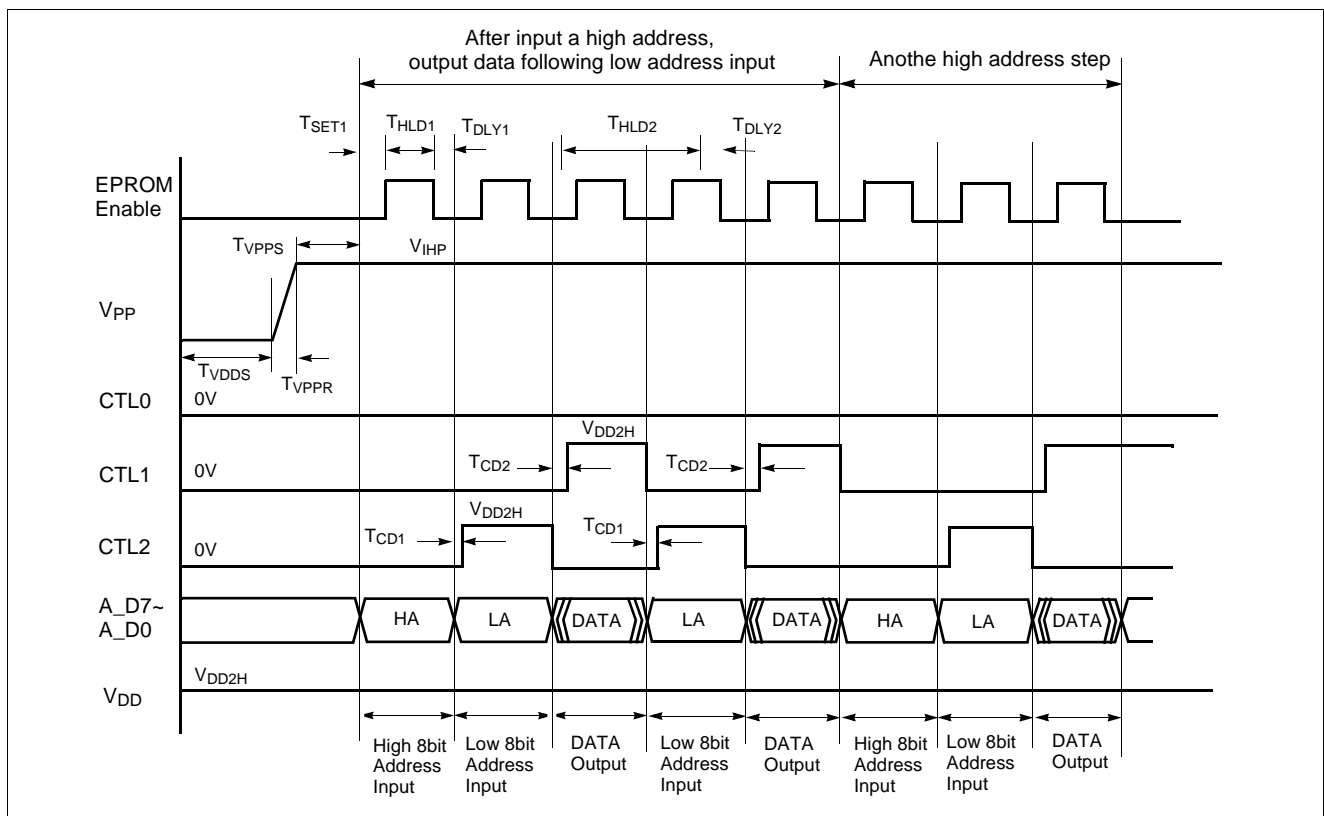 After input a high address,
output data following low address input
Anothe high address step
TSET1
THLD1
TDLY1
THLD2
TDLY2
EPROM
Enable
TVPPS
VIHP
VPP
TVDDS
TVPPR
CTL0
0V
VDD2H
CTL1
0V
TCD2
TCD2
VDD2H
CTL2
0V
TCD1
TCD1
A_D7~
A_D0
HA
LA
DATA
LA
DATA
HA
LA
DATA
VDD2H
VDD
High 8bit
Address
Input
Low 8bit
Address
Input
DATA
Output
Low 8bit
Address
Input
DATA
Output
High 8bit
Address
Input
Low 8bit
Address
Input
DATA
Output